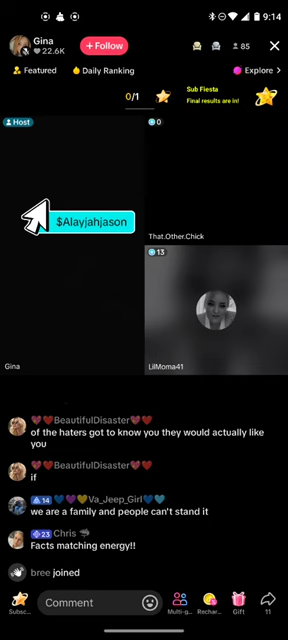 9:14
Gina
22.6K
+ Follow
85
Featured
Daily Ranking
Explore >
0/1
Sub Fiesta
Final results are in!
Host
0
$Alayjahjason
That.Other.Chick
13
Gina
LilMoma41
BeautifulDisaster
of the haters got to know you they would actually like
you
BeautifulDisaster
if
14 Va_Jeep_Girl
we are a family and people can't stand it
23 Chris
Facts matching energy!!
bree joined
Subsc...
Comment
Multi-g...
Rechar...
Gift
11